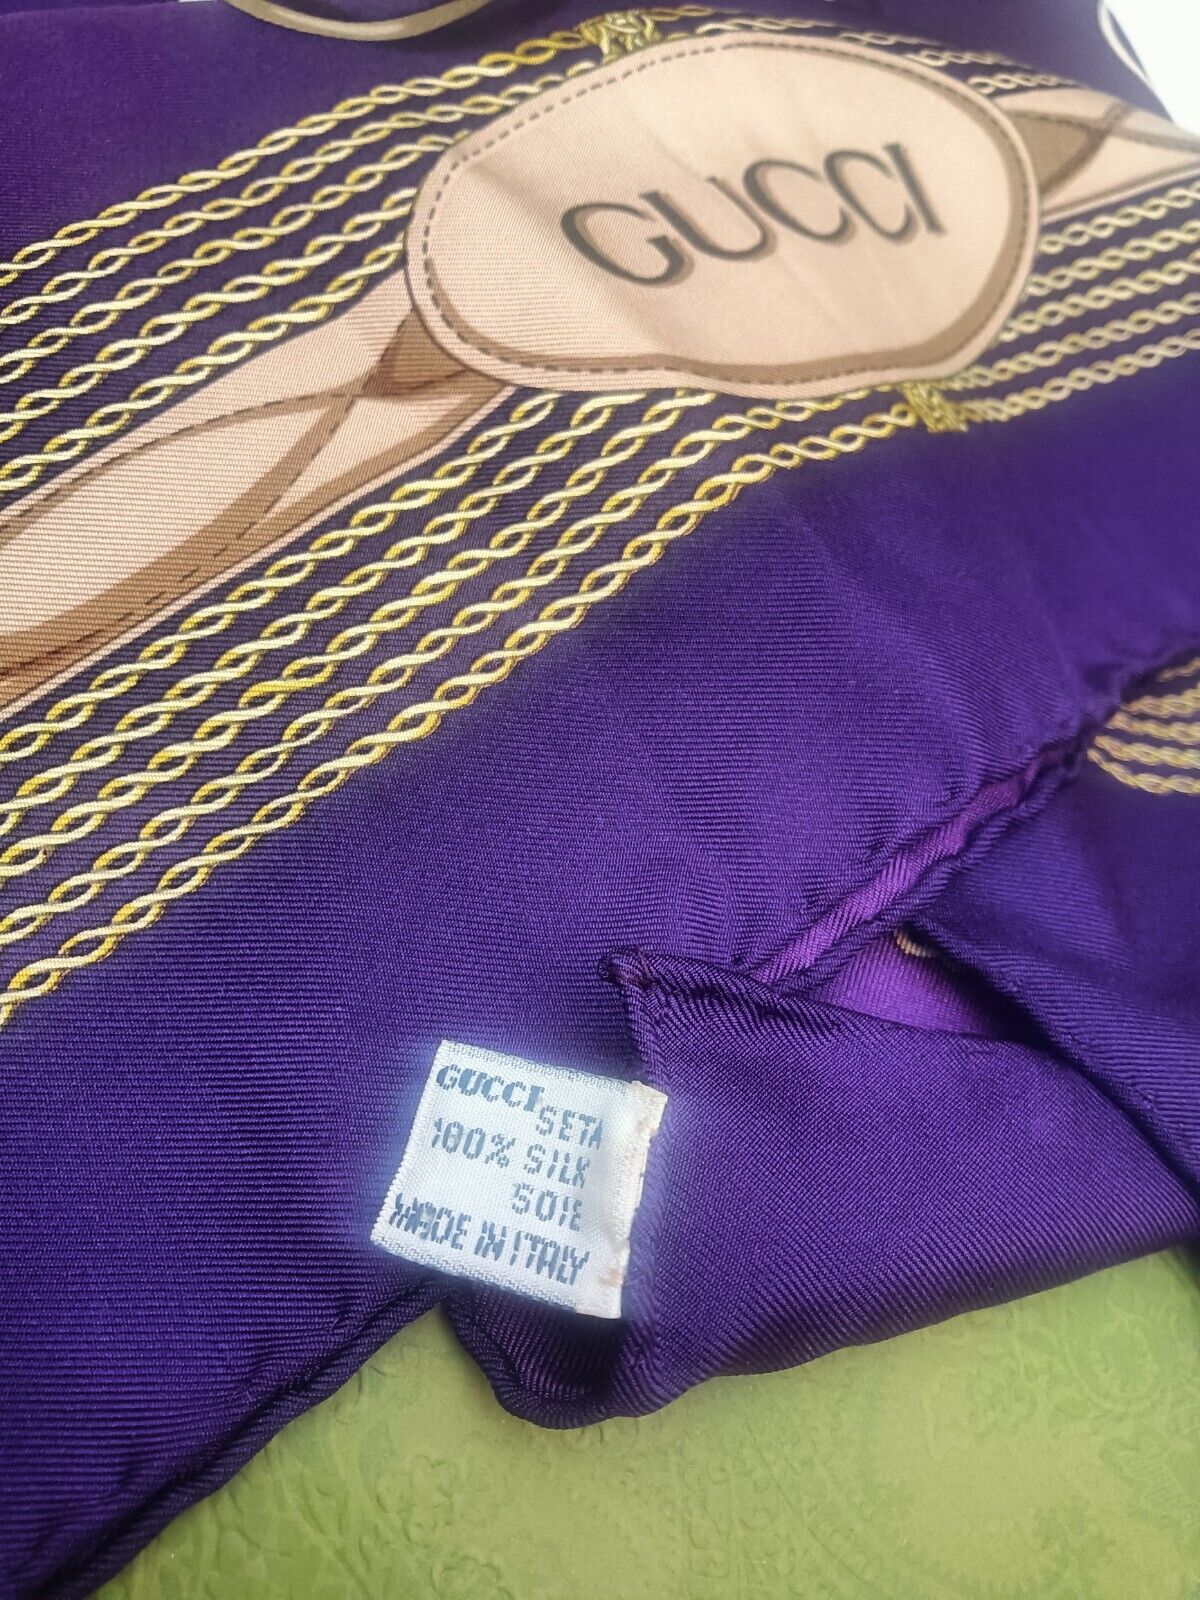 GUCCI
GUCCI
SETA
100% SILK
SOIE
MADE IN ITALY